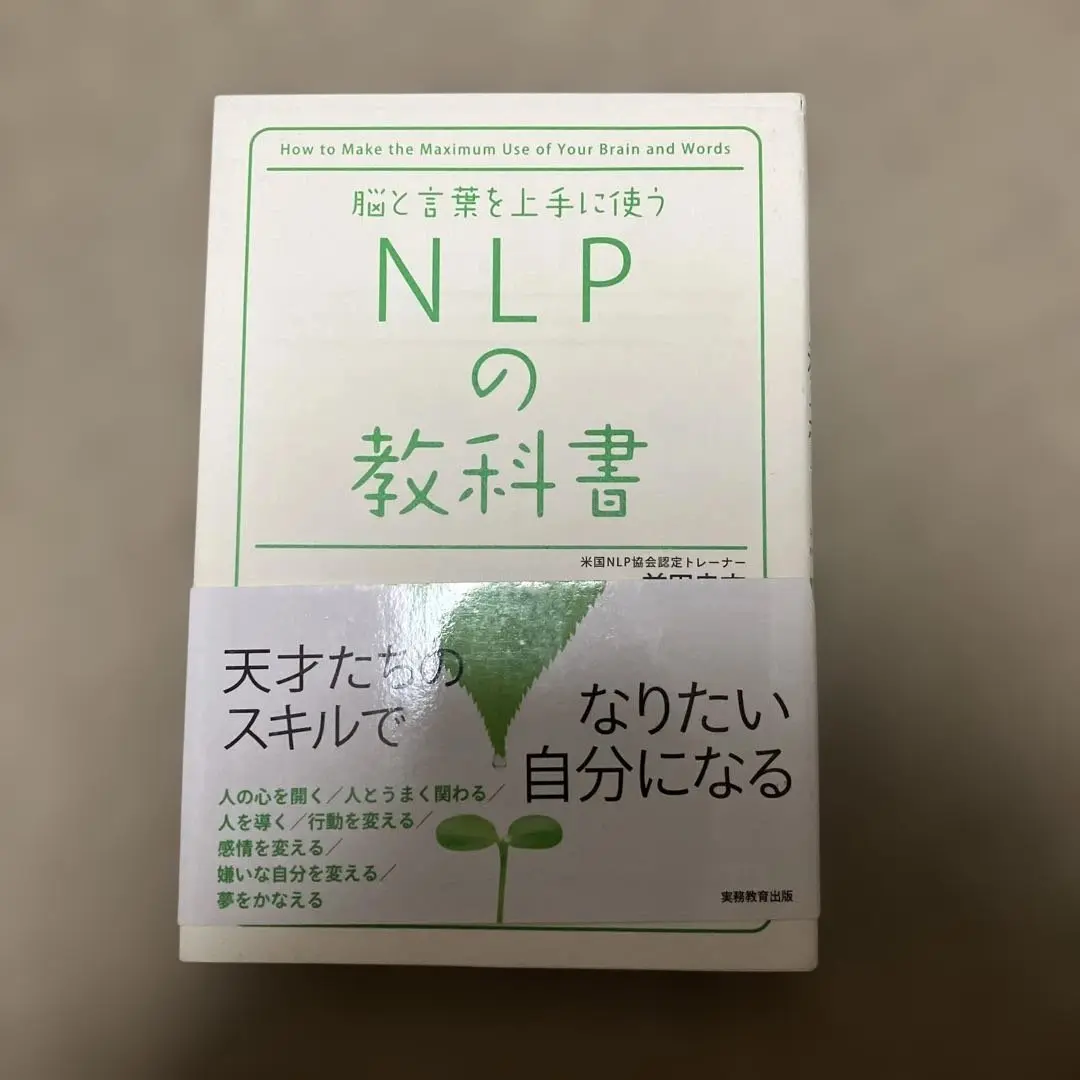 How to Make the Maximum Use of Your Brain and Words
脳と言葉を上手に使う
NLP
の
教科書
米国NLP協会認定トレーナー
天才たちの
スキルで
なりたい
自分になる
人の心を開く／人とうまく関わる／
人を導く／行動を変える／
感情を変える／
嫌いな自分を変える／
夢をかなえる
実務教育出版